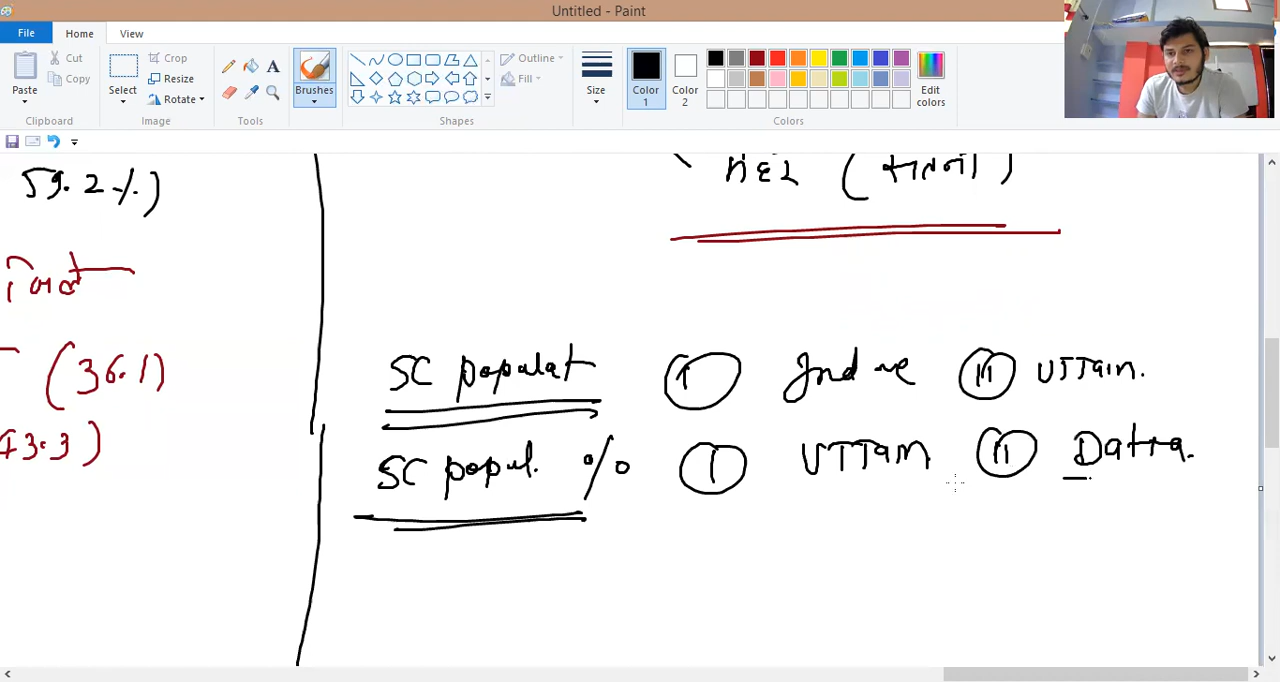 Untitled - Paint
File Home View
Paste
Cut
Copy
Clipboard
Select
Crop
Resize
Rotate
Image
Tools
Brushes
Shapes
Outline
Fill
Size
Color 1
Color 2
Colors
Edit colors
59.2%)
(36.1)
43.3)
SC populat I Indore II UJJain.
SC popul. % I UJJain II Datia.